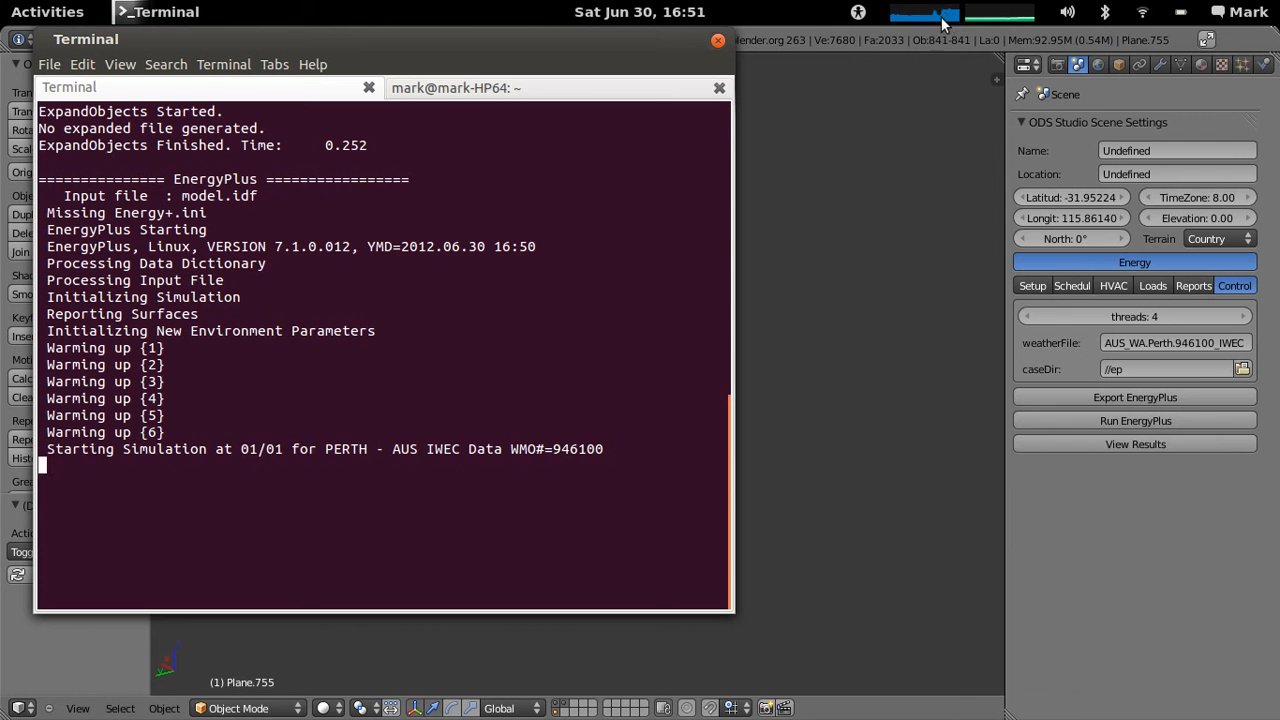 Activities
Terminal
Sat Jun 30, 16:51
Mark
Terminal
blender.org 263 | Ve:7680 | Fa:2033 | Ob:841-841 | La:0 | Mem:92.95M (0.54M) | Plane.755
File Edit View Search Terminal Tabs Help
Terminal
mark@mark-HP64: ~
ExpandObjects Started.
No expanded file generated.
ExpandObjects Finished. Time:     0.252
=============== EnergyPlus =================
Input file  : model.idf
Missing Energy+.ini
EnergyPlus Starting
EnergyPlus, Linux, VERSION 7.1.0.012, YMD=2012.06.30 16:50
Processing Data Dictionary
Processing Input File
Initializing Simulation
Reporting Surfaces
Initializing New Environment Parameters
Warming up {1}
Warming up {2}
Warming up {3}
Warming up {4}
Warming up {5}
Warming up {6}
Starting Simulation at 01/01 for PERTH - AUS IWEC Data WMO#=946100
Scene
ODS Studio Scene Settings
Name: Undefined
Location: Undefined
Latitud: -31.95224 TimeZone: 8.00
Longit: 115.86140 Elevation: 0.00
North: 0° Terrain Country
Energy
Setup Schedul HVAC Loads Reports Control
threads: 4
weatherFile: AUS_WA.Perth.946100_IWEC
caseDir: //ep
Export EnergyPlus
Run EnergyPlus
View Results
(1) Plane.755
View Select Object Object Mode Global